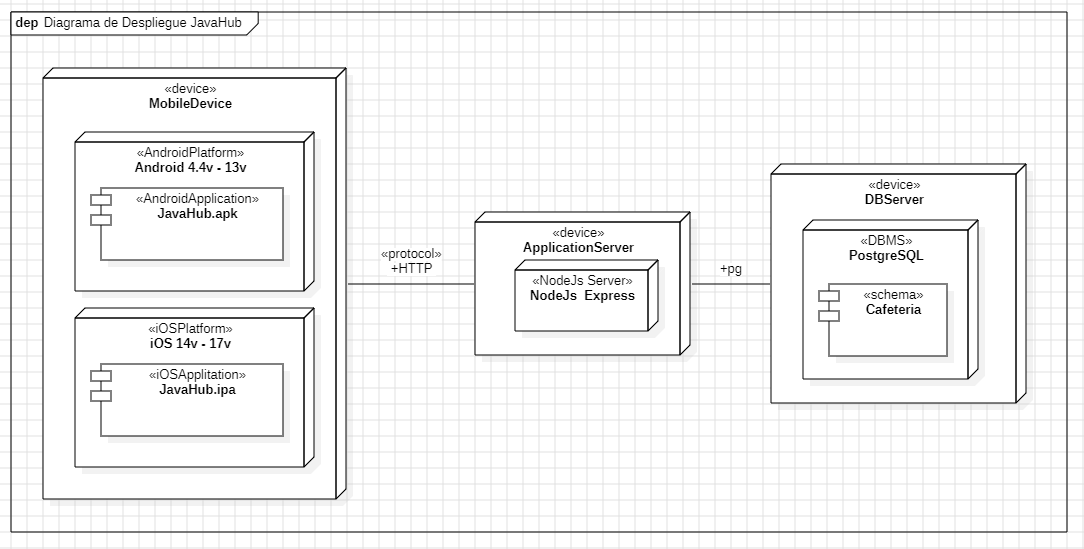 dep Diagrama de Despliegue JavaHub
«device»
MobileDevice
«AndroidPlatform»
Android 4.4v - 13v
«AndroidApplication»
JavaHub.apk
«iOSPlatform»
iOS 14v - 17v
«iOSApplitation»
JavaHub.ipa
«protocol»
+HTTP
«device»
ApplicationServer
«NodeJs Server»
NodeJs Express
+pg
«device»
DBServer
«DBMS»
PostgreSQL
«schema»
Cafeteria